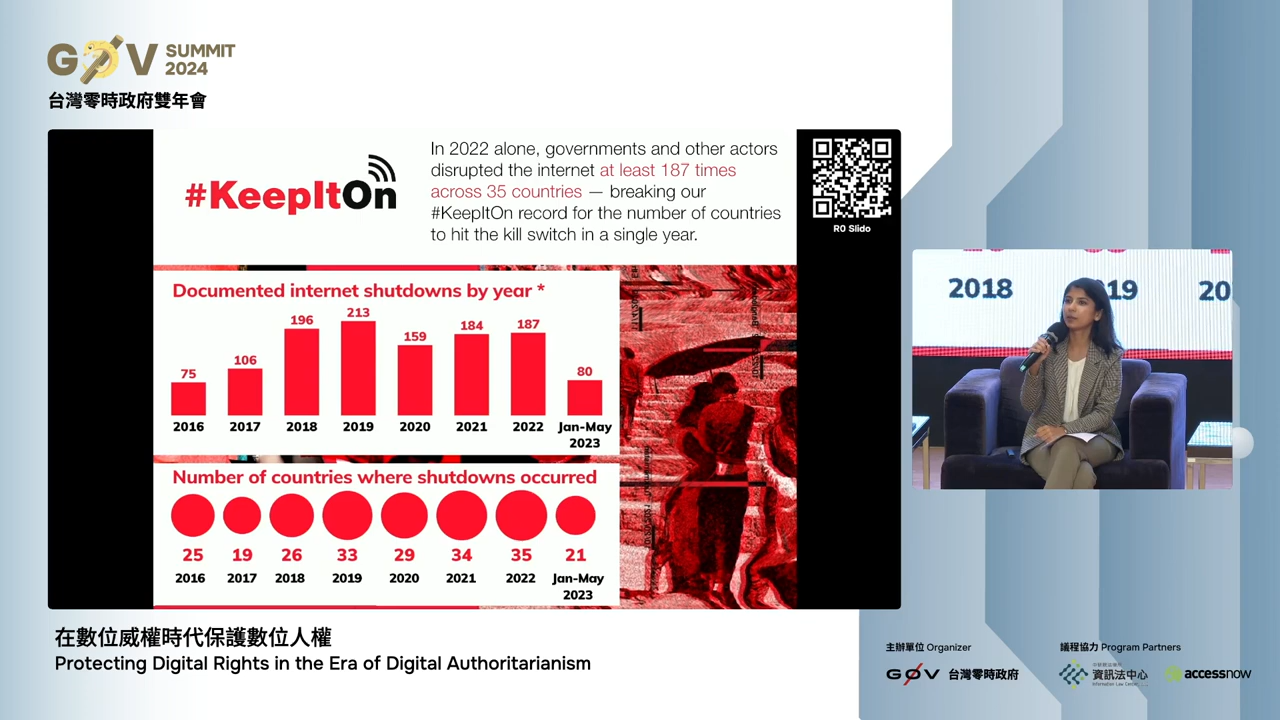 G0V SUMMIT
2024
台灣零時政府雙年會
#KeepItOn
In 2022 alone, governments and other actors
disrupted the internet at least 187 times
across 35 countries — breaking our
#KeepItOn record for the number of countries
to hit the kill switch in a single year.
R0 Slido
Documented internet shutdowns by year *
75 106 196 213 159 184 187 80
2016 2017 2018 2019 2020 2021 2022 Jan-May
2023
Number of countries where shutdowns occurred
25 19 26 33 29 34 35 21
2016 2017 2018 2019 2020 2021 2022 Jan-May
2023
2018 19 20
在數位威權時代保護數位人權
Protecting Digital Rights in the Era of Digital Authoritarianism
主辦單位 Organizer
G0V 台灣零時政府
議程協力 Program Partners
資訊法中心
Information Law Center
accessnow